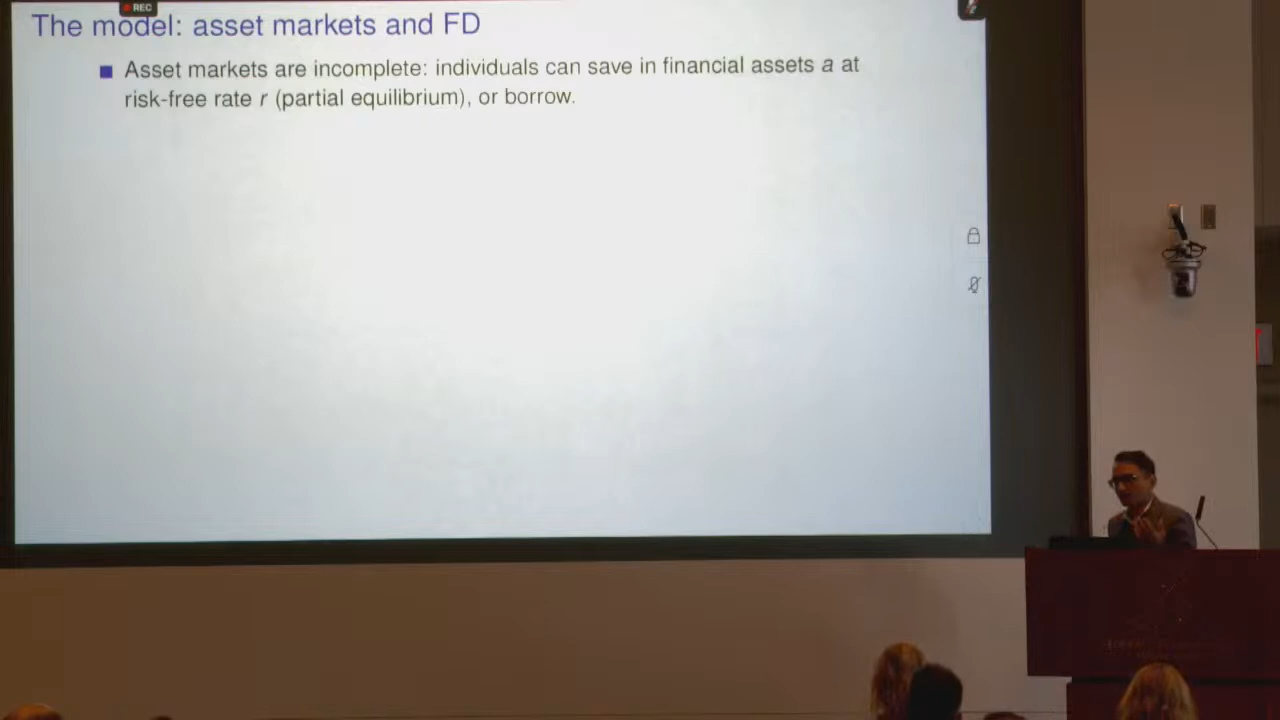 REC
The model: asset markets and FD
Asset markets are incomplete: individuals can save in financial assets a at
risk-free rate r (partial equilibrium), or borrow.